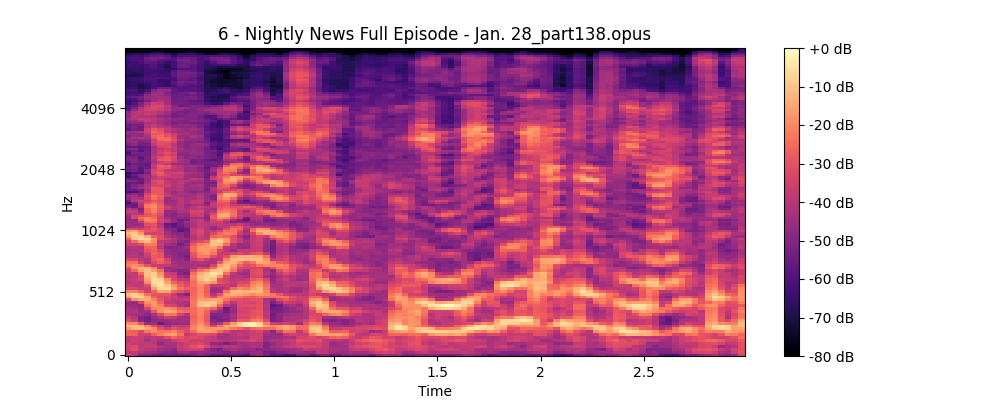 6 - Nightly News Full Episode - Jan. 28_part138.opus
Hz
4096
2048
1024
512
0
0 0.5 1 1.5 2 2.5
Time
+0 dB
-10 dB
-20 dB
-30 dB
-40 dB
-50 dB
-60 dB
-70 dB
-80 dB